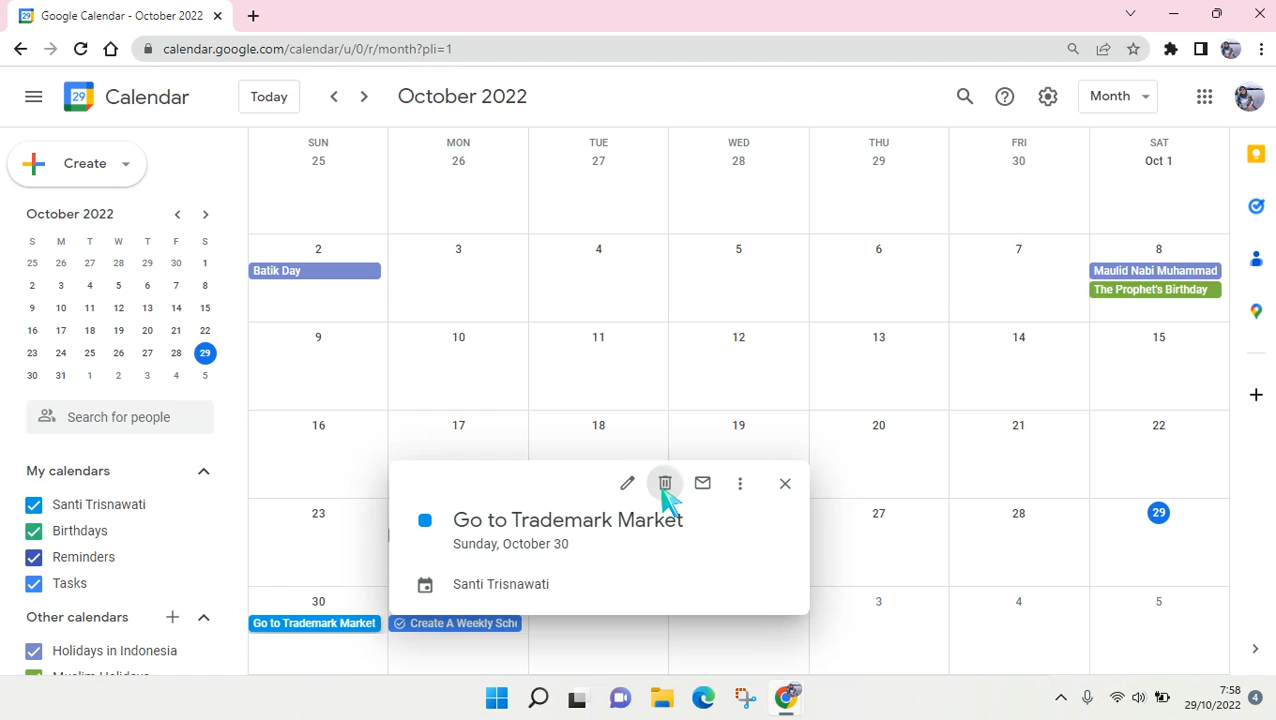 Google Calendar - October 2022
calendar.google.com/calendar/u/0/r/month?pli=1
29
Calendar
Today
October 2022
Month
Create
October 2022
S M T W T F S
25 26 27 28 29 30 1
2 3 4 5 6 7 8
9 10 11 12 13 14 15
16 17 18 19 20 21 22
23 24 25 26 27 28 29
30 31 1 2 3 4 5
Search for people
My calendars
Santi Trisnawati
Birthdays
Reminders
Tasks
Other calendars
Holidays in Indonesia
Muslim Holidays
SUN MON TUE WED THU FRI SAT
25 26 27 28 29 30 Oct 1
2 3 4 5 6 7 8
Batik Day
Maulid Nabi Muhammad
The Prophet's Birthday
9 10 11 12 13 14 15
16 17 18 19 20 21 22
23 27 28 29
Go to Trademark Market
Sunday, October 30
Santi Trisnawati
30 3 4 5
Go to Trademark Market
Create A Weekly Sch
7:58
29/10/2022
4